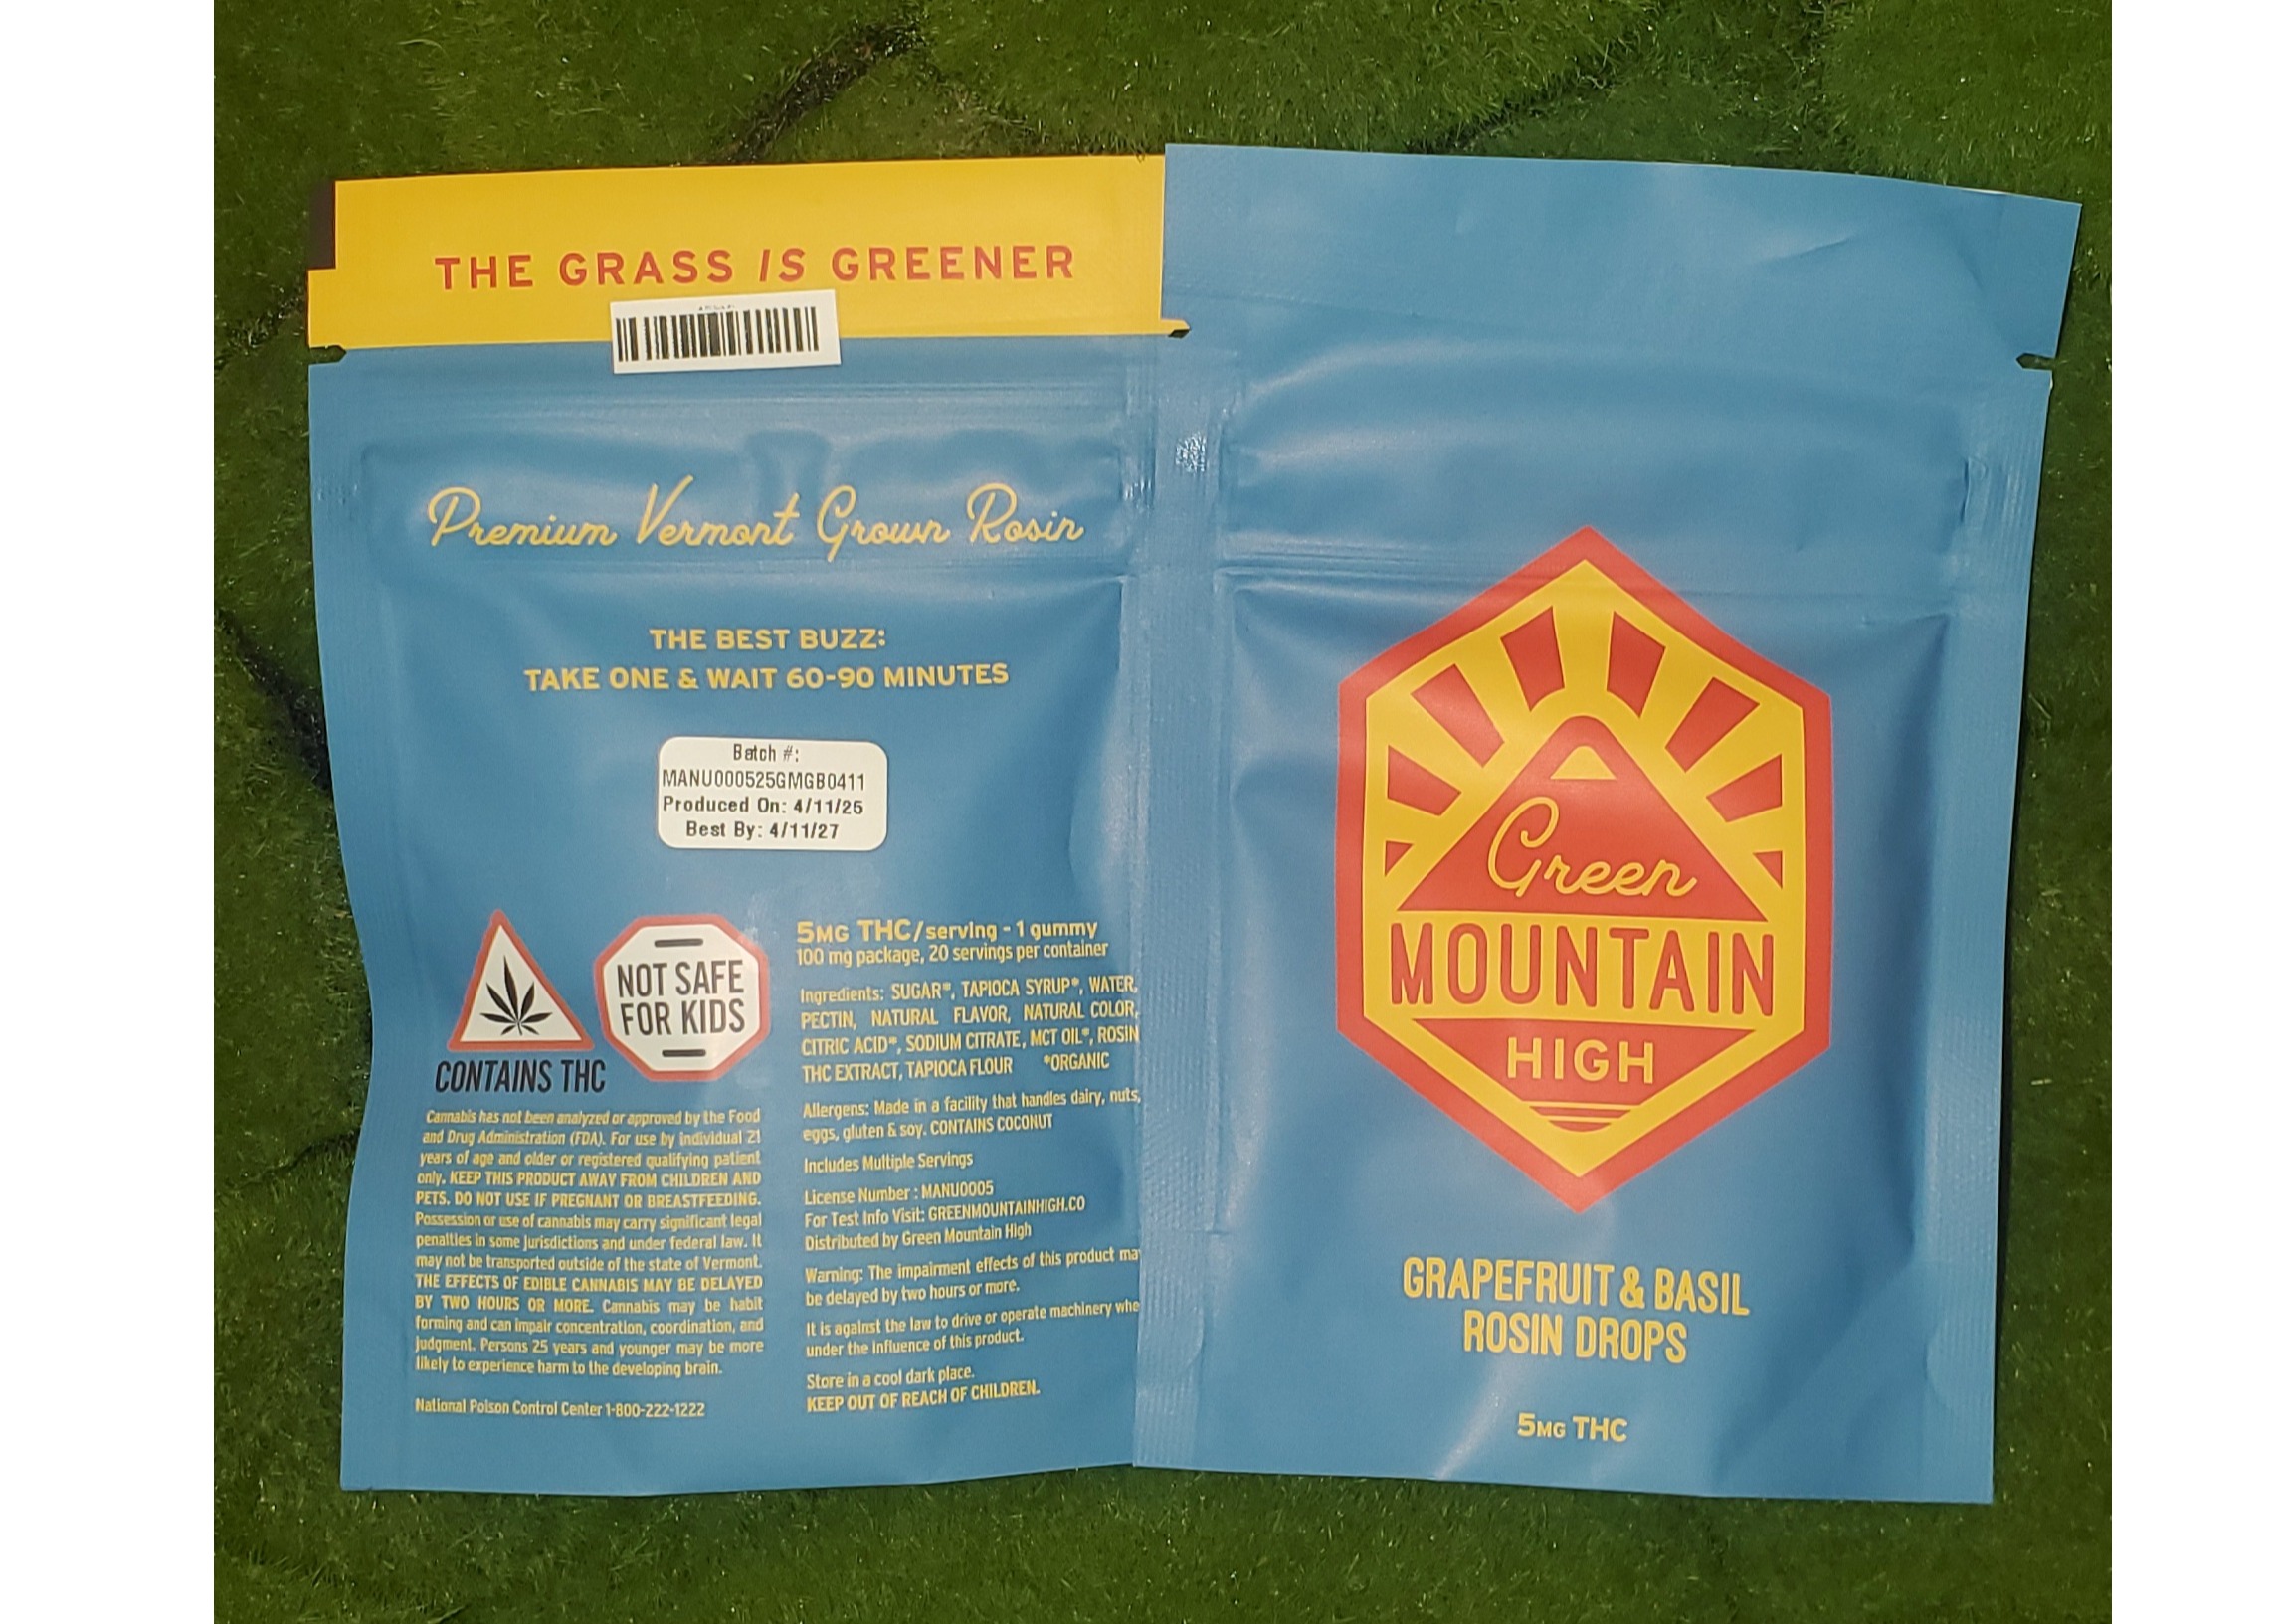 THE GRASS IS GREENER
Premium Vermont Grown Rosin
THE BEST BUZZ:
TAKE ONE & WAIT 60-90 MINUTES
Batch #:
MANU000525GMGB0411
Produced On: 4/11/25
Best By: 4/11/27
NOT SAFE
FOR KIDS
CONTAINS THC
Cannabis has not been analyzed or approved by the Food
and Drug Administration (FDA). For use by individual 21
years of age and older or registered qualifying patient
only. KEEP THIS PRODUCT AWAY FROM CHILDREN AND
PETS. DO NOT USE IF PREGNANT OR BREASTFEEDING.
Possession or use of cannabis may carry significant legal
penalties in some jurisdictions and under federal law. It
may not be transported outside of the state of Vermont.
THE EFFECTS OF EDIBLE CANNABIS MAY BE DELAYED
BY TWO HOURS OR MORE. Cannabis may be habit
forming and can impair concentration, coordination, and
judgment. Persons 25 years and younger may be more
likely to experience harm to the developing brain.
National Poison Control Center 1-800-222-1222
5MG THC/serving - 1 gummy
100 mg package, 20 servings per container
Ingredients: SUGAR*, TAPIOCA SYRUP*, WATER,
PECTIN, NATURAL FLAVOR, NATURAL COLOR,
CITRIC ACID*, SODIUM CITRATE, MCT OIL*, ROSIN
THC EXTRACT, TAPIOCA FLOUR *ORGANIC
Allergens: Made in a facility that handles dairy, nuts,
eggs, gluten & soy. CONTAINS COCONUT
Includes Multiple Servings
License Number : MANU0005
For Test Info Visit: GREENMOUNTAINHIGH.CO
Distributed by Green Mountain High
Warning: The impairment effects of this product ma
be delayed by two hours or more.
It is against the law to drive or operate machinery whe
under the influence of this product.
Store in a cool dark place.
KEEP OUT OF REACH OF CHILDREN.
Green
MOUNTAIN
HIGH
GRAPEFRUIT & BASIL
ROSIN DROPS
5MG THC